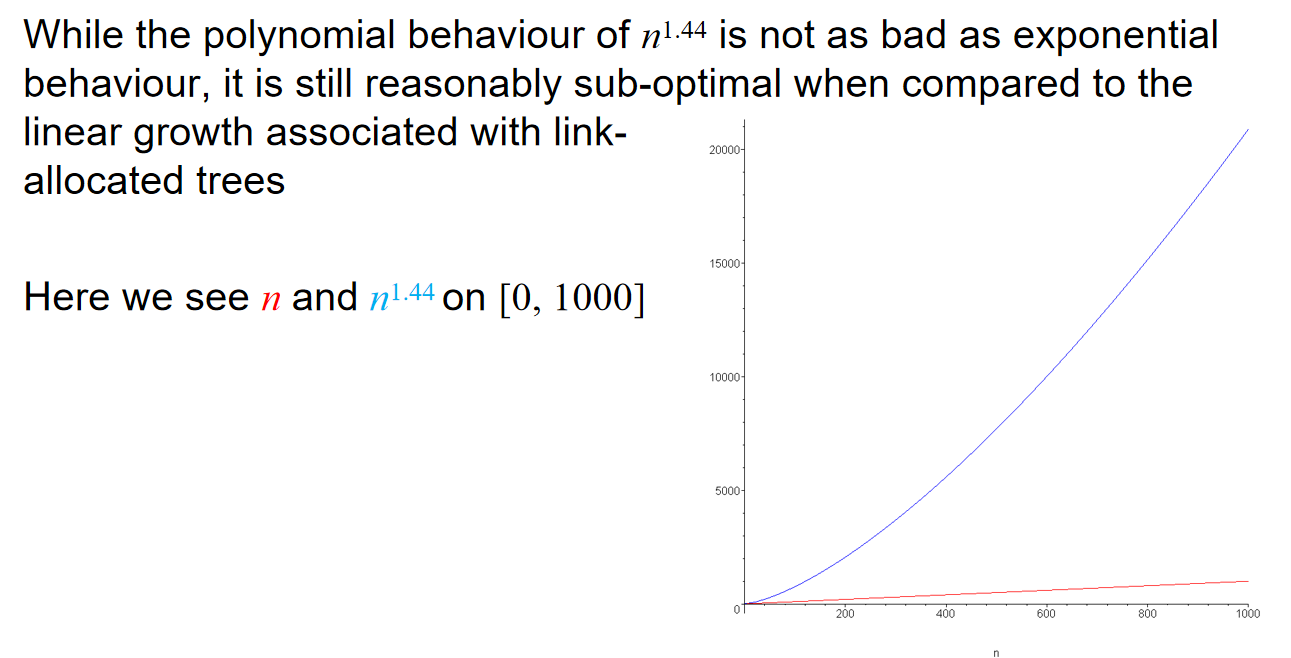 While the polynomial behaviour of n^1.44 is not as bad as exponential
behaviour, it is still reasonably sub-optimal when compared to the
linear growth associated with link-
allocated trees
Here we see n and n^1.44 on [0, 1000]
20000
15000
10000
5000
0
200 400 600 800 1000
n